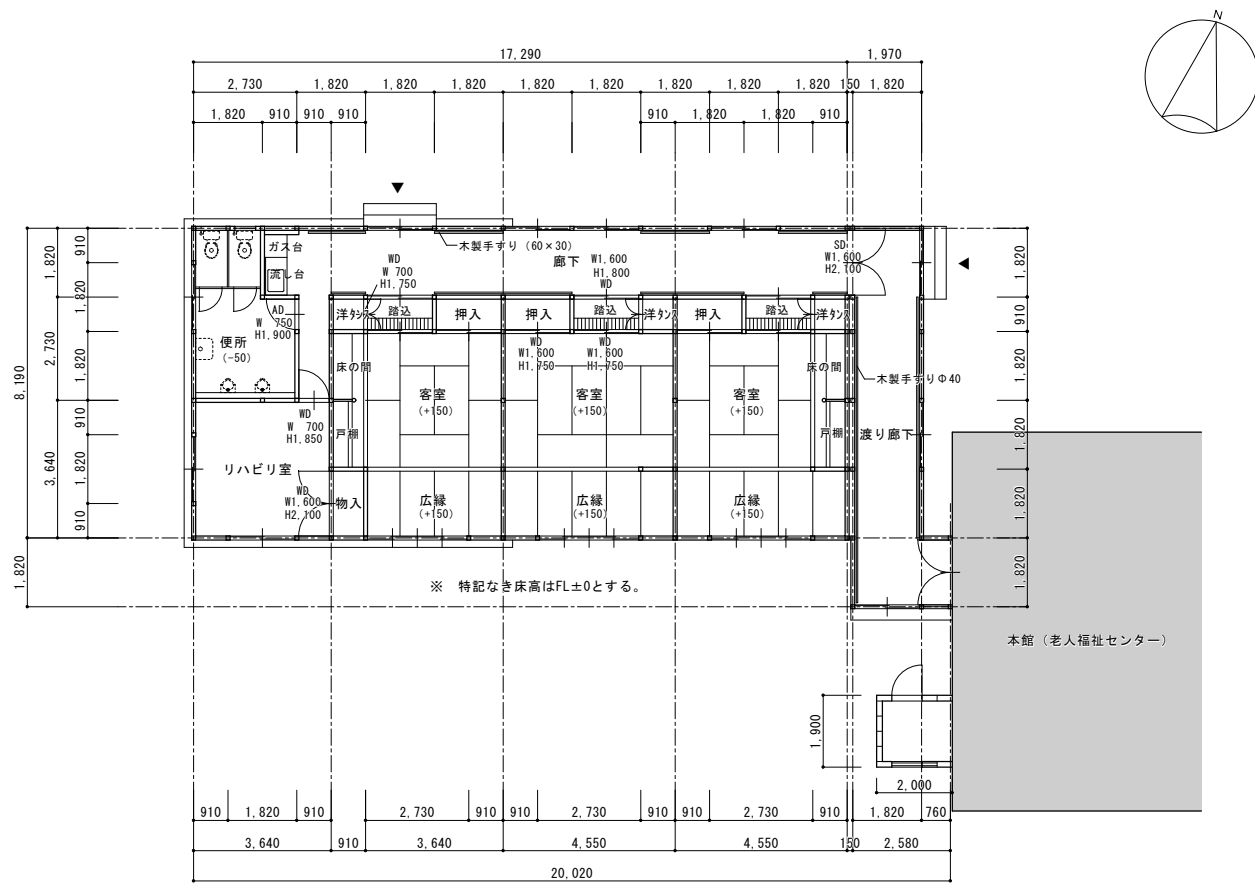 N
17,290
1,970
2,730
1,820
1,820
1,820
1,820
1,820
1,820
1,820
150
1,820
1,820
910
910
910
910
1,820
1,820
910
8,190
1,820
2,730
3,640
1,820
910
1,820
1,820
910
1,820
910
ガス台
流し台
木製手すり（60×30）
廊下
W1,600
H1,800
WD
SD
W1,600
H2,100
WD
W 700
H1,750
AD
W 750
H1,900
洋タンス
踏込
押入
押入
踏込
洋タンス
押入
踏込
洋タンス
便所
(-50)
WD
W1,600
H1,750
WD
W1,600
H1,750
床の間
床の間
木製手すりΦ40
客室
(+150)
客室
(+150)
客室
(+150)
WD
W 700
H1,850
戸棚
戸棚
渡り廊下
リハビリ室
WD
W1,600
H2,100
物入
広縁
(+150)
広縁
(+150)
広縁
(+150)
1,820
910
1,820
1,820
1,820
1,820
※ 特記なき床高はFL±0とする。
本館（老人福祉センター）
1,900
2,000
910
1,820
910
2,730
910
910
2,730
910
910
2,730
910
1,820
760
3,640
910
3,640
4,550
4,550
150
2,580
20,020